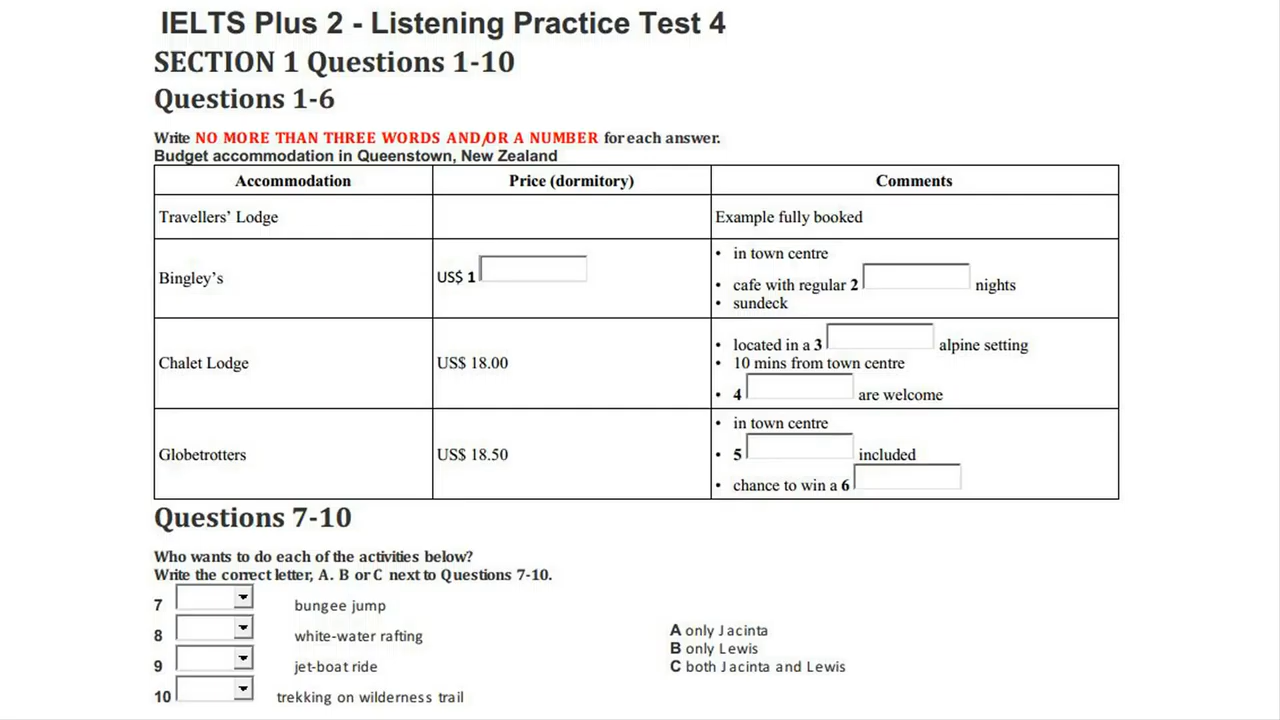 IELTS Plus 2 - Listening Practice Test 4
SECTION 1 Questions 1-10
Questions 1-6
Write NO MORE THAN THREE WORDS AND/OR A NUMBER for each answer.
Budget accommodation in Queenstown, New Zealand
Accommodation Price (dormitory) Comments
Travellers' Lodge Example fully booked
Bingley's US$ 1
• in town centre
• cafe with regular 2 nights
• sundeck
Chalet Lodge US$ 18.00
• located in a 3 alpine setting
• 10 mins from town centre
• 4 are welcome
Globetrotters US$ 18.50
• in town centre
• 5 included
• chance to win a 6
Questions 7-10
Who wants to do each of the activities below?
Write the correct letter, A. B or C next to Questions 7-10.
7 bungee jump
8 white-water rafting
9 jet-boat ride
10 trekking on wilderness trail
A only Jacinta
B only Lewis
C both Jacinta and Lewis